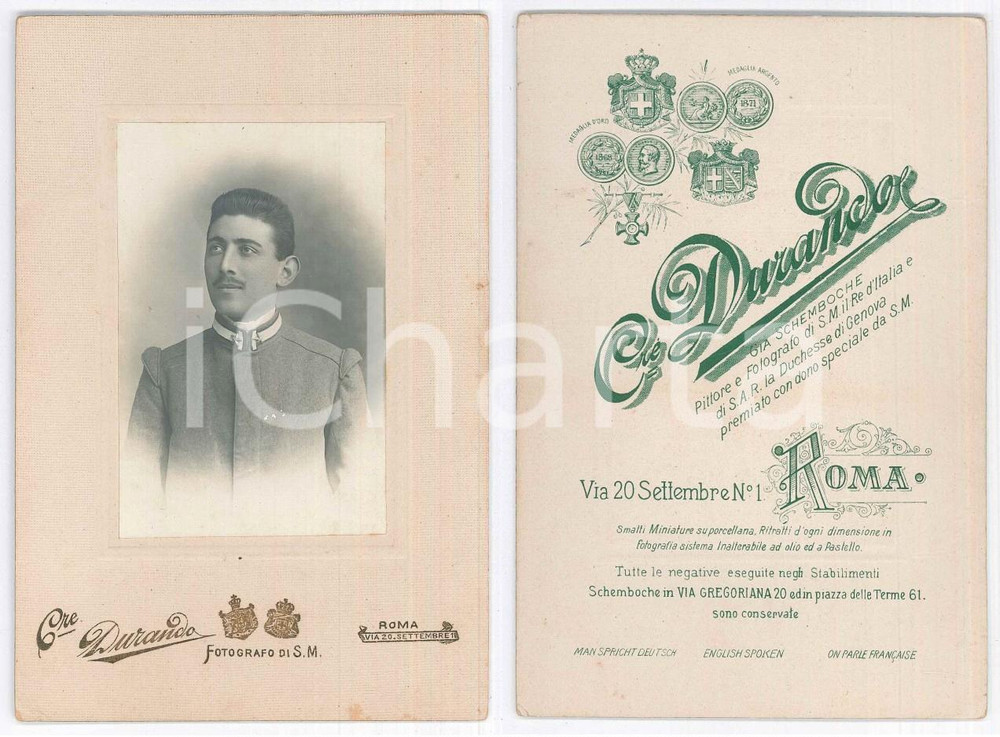 Cre. Durando
FOTOGRAFO DI S.M.
ROMA
VIA 20. SETTEMBRE 1
MEDAGLIA ARGENTO
1871
MEDAGLIA D'ORO
1868
Cre. Durando
GIÀ SCHEMBOCHE
Pittore e Fotografo di S.M. il Re d'Italia e
di S.A.R. la Duchesse di Genova
premiato con dono speciale da S.M.
Via 20 Settembre No. 1.
ROMA.
Smalti Miniature su porcellana, Ritratti d'ogni dimensione in
Fotografia sistema Inalterabile ad olio ed a Pastello.
Tutte le negative eseguite negli Stabilimenti
Schemboche in VIA GREGORIANA 20 ed in piazza delle Terme 61.
sono conservate
MAN SPRICHT DEUTSCH ENGLISH SPOKEN ON PARLE FRANÇAISE
iCharta